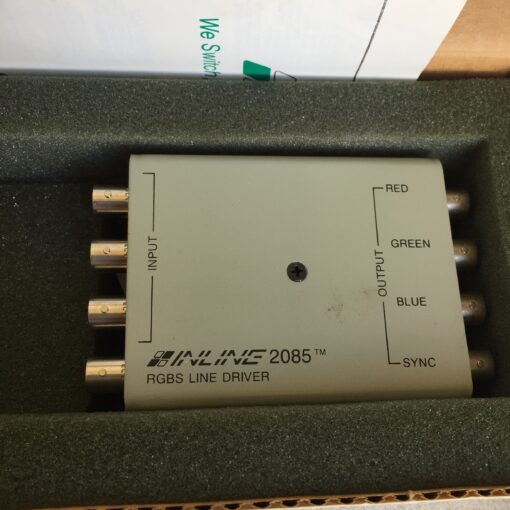 We Switch
INPUT
OUTPUT
RED
GREEN
BLUE
SYNC
INLINE 2085™
RGBS LINE DRIVER